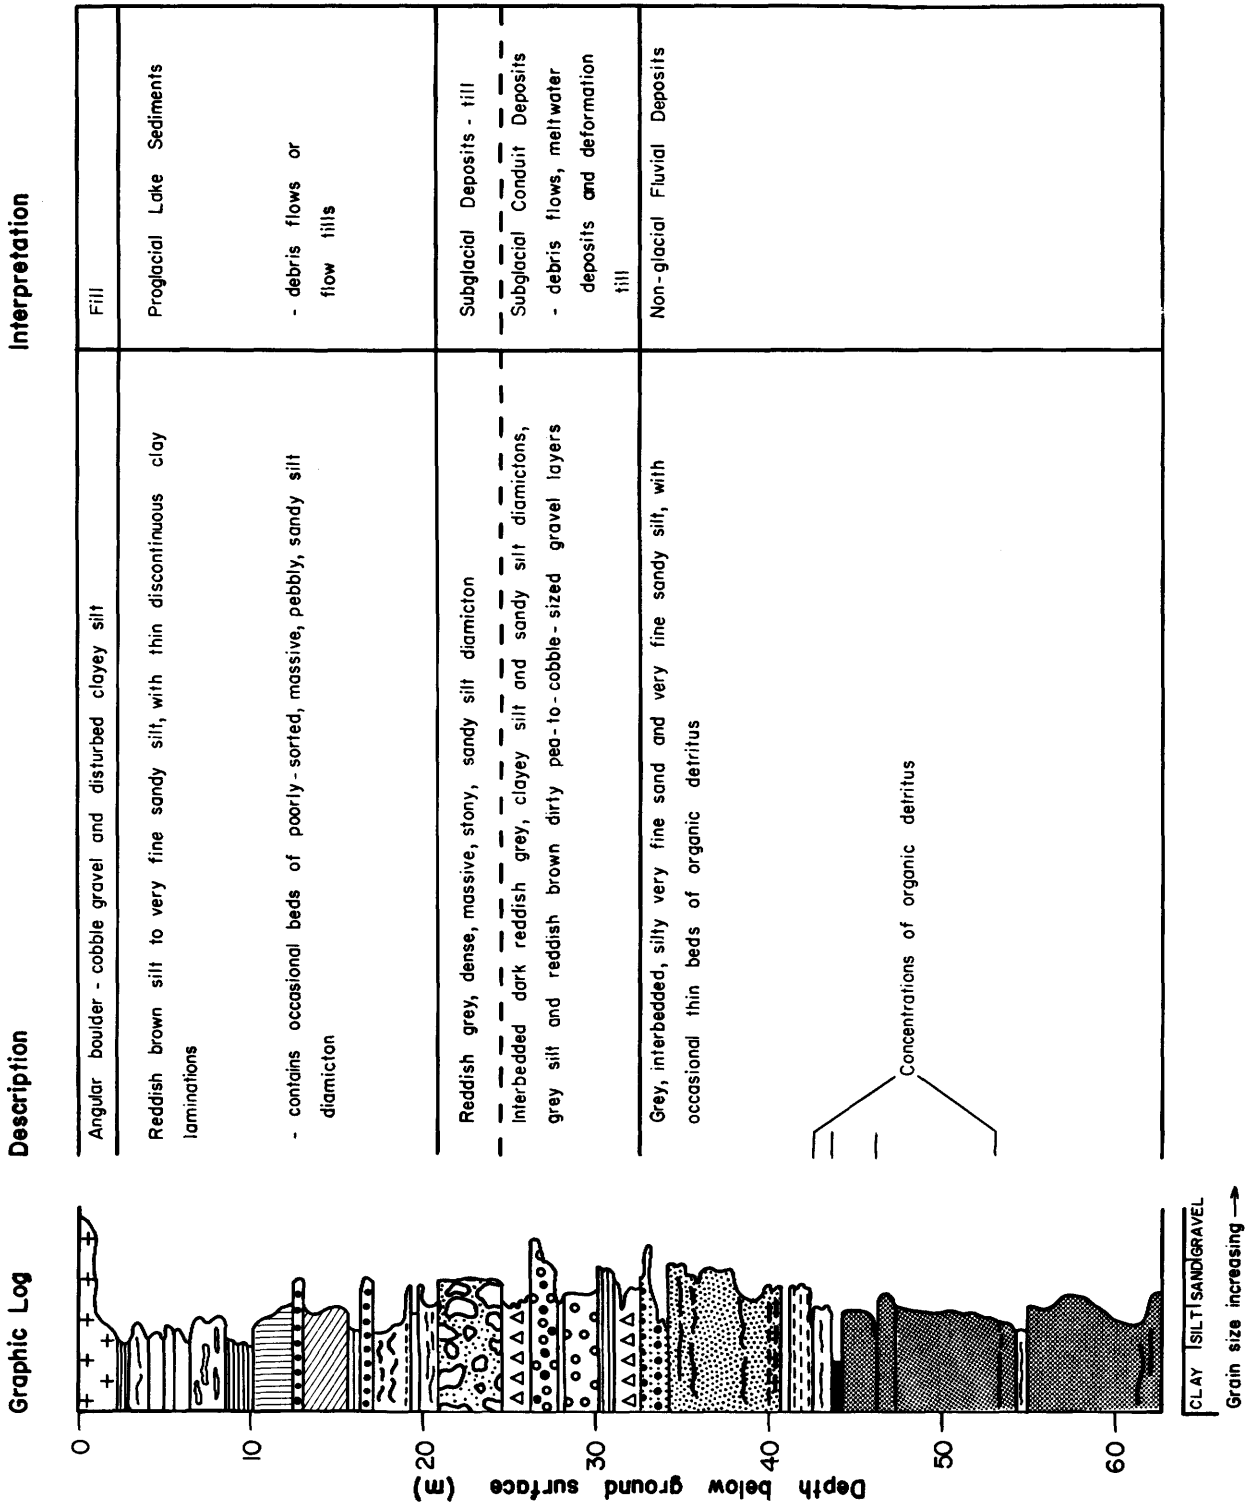 Graphic Log
Description
Interpretation
Angular boulder - cobble gravel and disturbed clayey silt
Fill
Reddish brown silt to very fine sandy silt, with thin discontinuous clay
laminations
Proglacial Lake Sediments
- contains occasional beds of poorly-sorted, massive, pebbly, sandy silt
diamicton
- debris flows or
flow tills
Reddish grey, dense, massive, stony, sandy silt diamicton
Subglacial Deposits - till
Interbedded dark reddish grey, clayey silt and sandy silt diamictons,
grey silt and reddish brown dirty pea-to-cobble-sized gravel layers
Subglacial Conduit Deposits
- debris flows, meltwater
deposits and deformation
till
Grey, interbedded, silty very fine sand and very fine sandy silt, with
occasional thin beds of organic detritus
Non-glacial Fluvial Deposits
Concentrations of organic detritus
0
10
20
30
40
50
60
Depth below ground surface (m)
CLAY SILT SAND GRAVEL
Grain size increasing